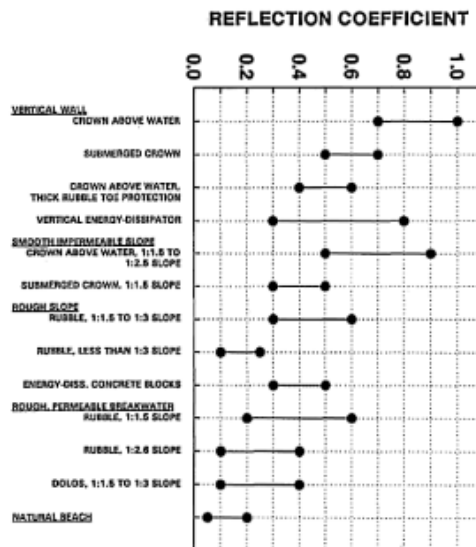 REFLECTION COEFFICIENT
0.0 0.2 0.4 0.6 0.8 1.0
VERTICAL WALL
CROWN ABOVE WATER
SUBMERGED CROWN
CROWN ABOVE WATER,
THICK RUBBLE TOE PROTECTION
VERTICAL ENERGY-DISSIPATOR
SMOOTH IMPERMEABLE SLOPE
CROWN ABOVE WATER, 1:1.5 TO
1:2.5 SLOPE
SUBMERGED CROWN, 1:1.5 SLOPE
ROUGH SLOPE
RUBBLE, 1:1.5 TO 1:3 SLOPE
RUBBLE, LESS THAN 1:3 SLOPE
ENERGY-DISS. CONCRETE BLOCKS
ROUGH, PERMEABLE BREAKWATER
RUBBLE, 1:1.5 SLOPE
RUBBLE, 1:2.6 SLOPE
DOLOS, 1:1.5 TO 1:3 SLOPE
NATURAL BEACH